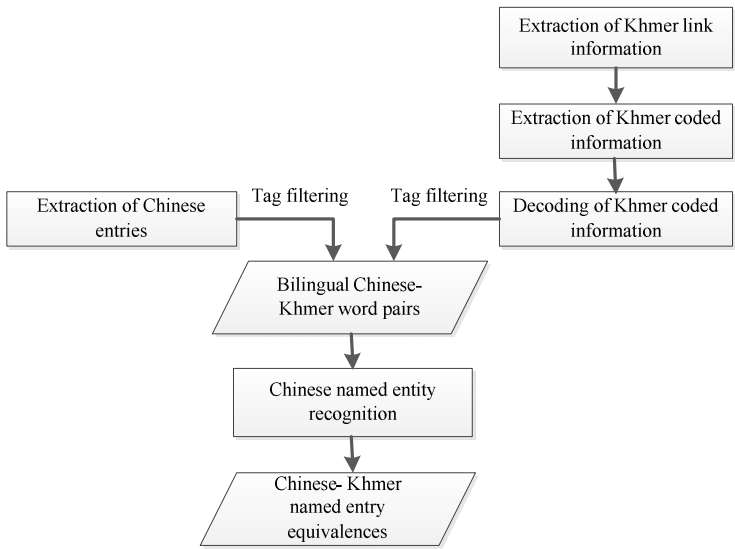 Extraction of Khmer link
information
Extraction of Khmer coded
information
Tag filtering
Tag filtering
Extraction of Chinese
entries
Decoding of Khmer coded
information
Bilingual Chinese-
Khmer word pairs
Chinese named entity
recognition
Chinese- Khmer
named entry
equivalences